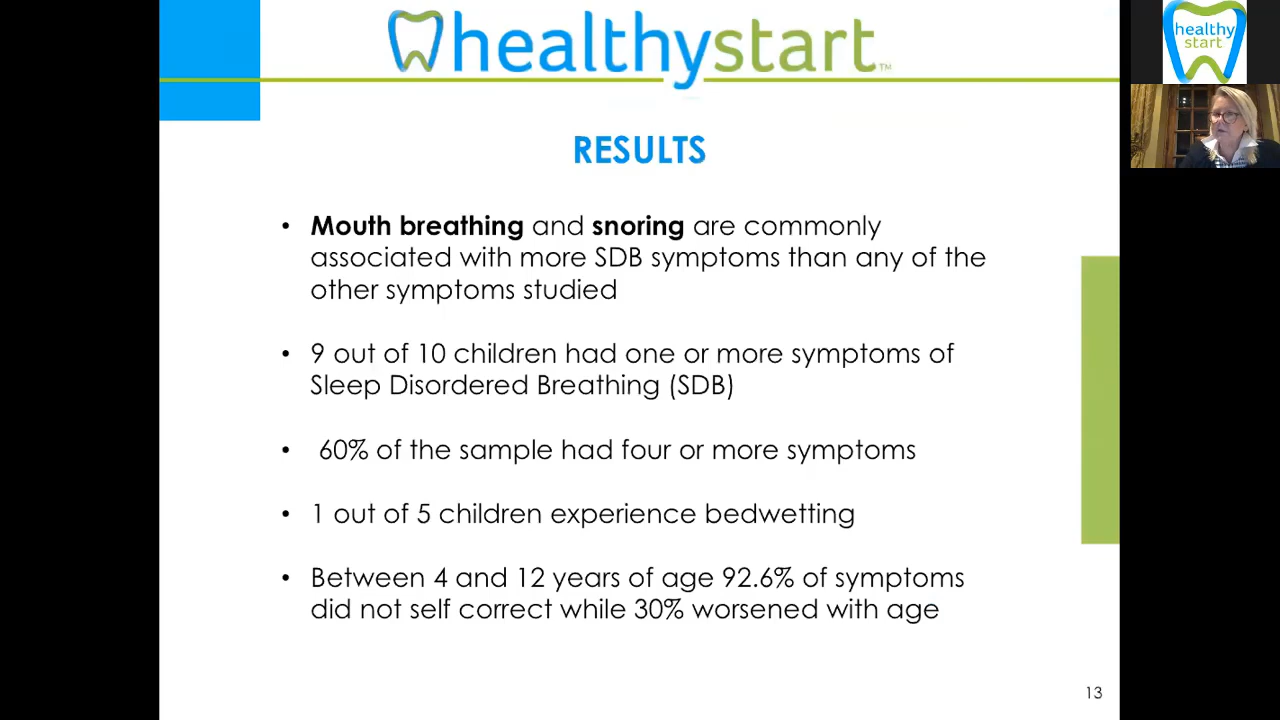 healthystart™
healthy
start
RESULTS
• Mouth breathing and snoring are commonly
associated with more SDB symptoms than any of the
other symptoms studied
• 9 out of 10 children had one or more symptoms of
Sleep Disordered Breathing (SDB)
• 60% of the sample had four or more symptoms
• 1 out of 5 children experience bedwetting
• Between 4 and 12 years of age 92.6% of symptoms
did not self correct while 30% worsened with age
13